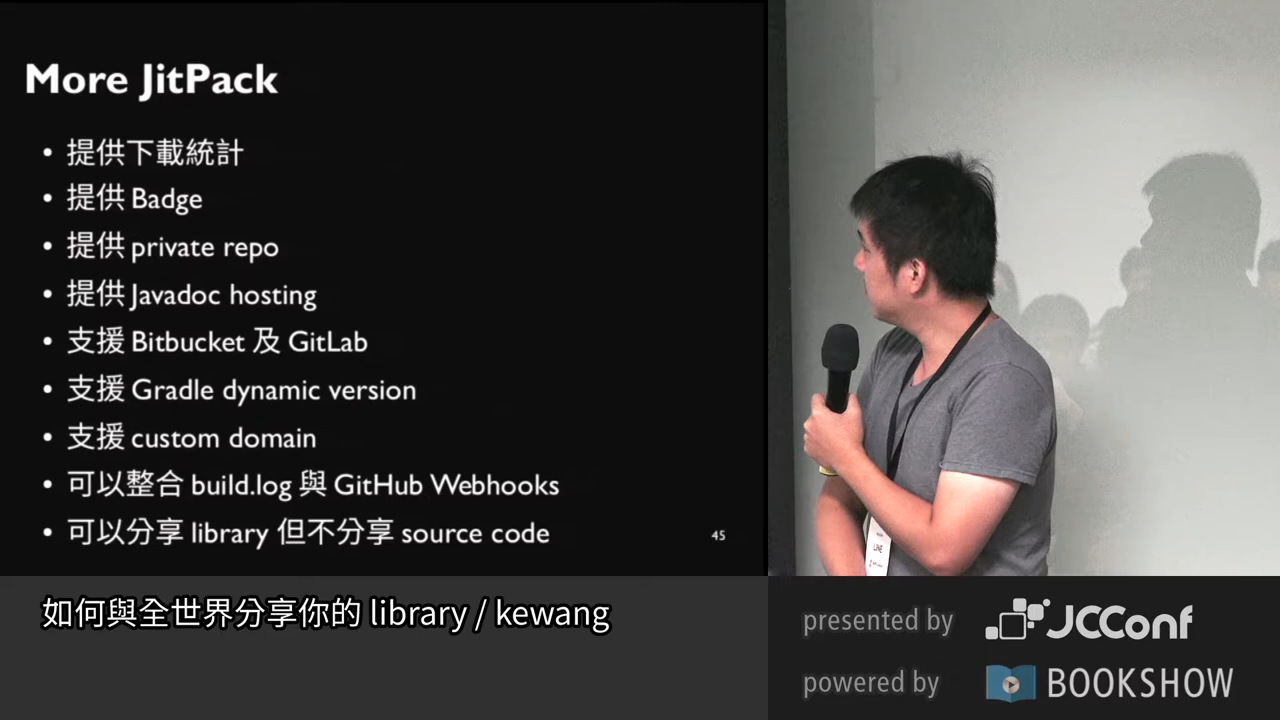 More JitPack
• 提供下載統計
• 提供 Badge
• 提供 private repo
• 提供 Javadoc hosting
• 支援 Bitbucket 及 GitLab
• 支援 Gradle dynamic version
• 支援 custom domain
• 可以整合 build.log 與 GitHub Webhooks
• 可以分享 library 但不分享 source code
45
LINE
如何與全世界分享你的 library / kewang
presented by JCConf
powered by BOOKSHOW